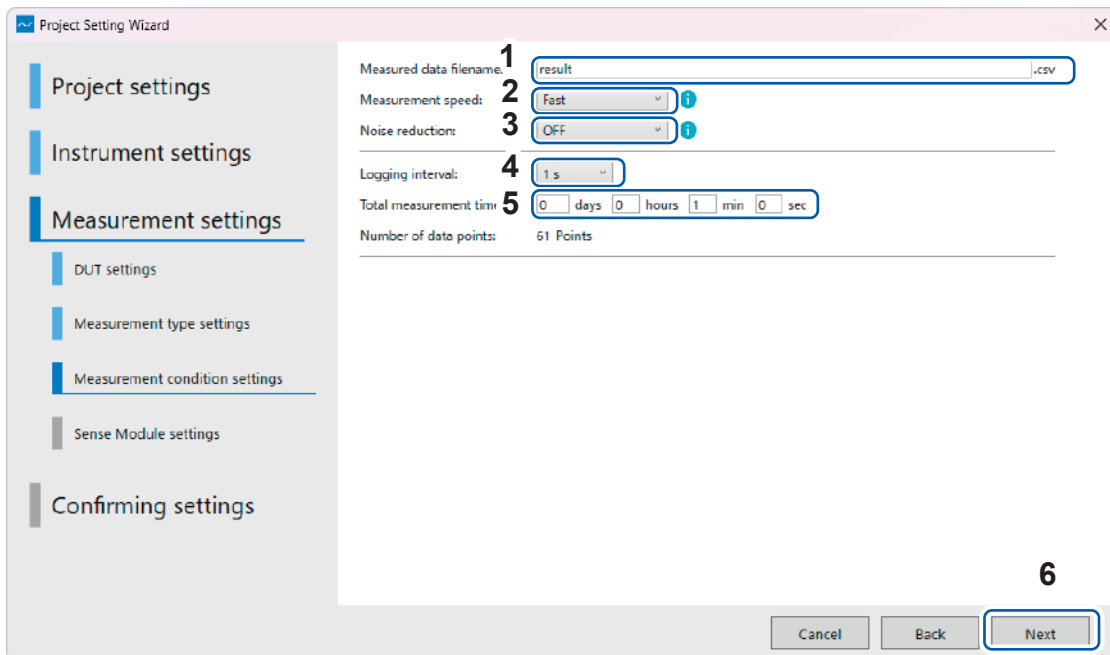 Project Setting Wizard
Project settings
Instrument settings
Measurement settings
DUT settings
Measurement type settings
Measurement condition settings
Sense Module settings
Confirming settings
Measured data filename: 1 result .csv
Measurement speed: 2 Fast i
Noise reduction: 3 OFF i
Logging interval: 4 1 s
Total measurement tim 5 0 days 0 hours 1 min 0 sec
Number of data points: 61 Points
6
Cancel Back Next